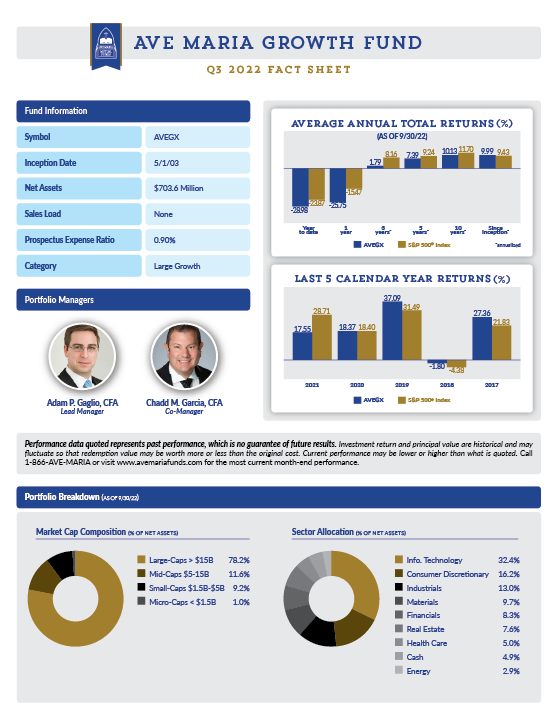 AVE MARIA GROWTH FUND
Q3 2022 FACT SHEET
Fund Information
Symbol AVEGX
Inception Date 5/1/03
Net Assets $703.6 Million
Sales Load None
Prospectus Expense Ratio 0.90%
Category Large Growth
Portfolio Managers
Adam P. Gaglio, CFA
Lead Manager
Chadd M. Garcia, CFA
Co-Manager
AVERAGE ANNUAL TOTAL RETURNS (%)
(AS OF 9/30/22)
-28.98 -23.87 -25.75 -15.47 1.79 8.16 7.39 9.24 10.13 11.70 9.99 9.43
Year to date
1 year
years*
5 years*
10 years*
Since Inception*
AVEGX S&P 500® Index *annualized
LAST 5 CALENDAR YEAR RETURNS (%)
17.55 28.71 18.37 18.40 37.09 31.49 -1.80 -4.38 27.36 21.83
2021 2020 2019 2018 2017
AVEGX S&P 500® Index
Performance data quoted represents past performance, which is no guarantee of future results. Investment return and principal value are historical and may
fluctuate so that redemption value may be worth more or less than the original cost. Current performance may be lower or higher than what is quoted. Call
1-866-AVE-MARIA or visit www.avemariafunds.com for the most current month-end performance.
Portfolio Breakdown (AS OF 9/30/22)
Market Cap Composition (% OF NET ASSETS)
Large-Caps > $15B 78.2%
Mid-Caps $5-15B 11.6%
Small-Caps $1.5B-$5B 9.2%
Micro-Caps < $1.5B 1.0%
Sector Allocation (% OF NET ASSETS)
Info. Technology 32.4%
Consumer Discretionary 16.2%
Industrials 13.0%
Materials 9.7%
Financials 8.3%
Real Estate 7.6%
Health Care 5.0%
Cash 4.9%
Energy 2.9%